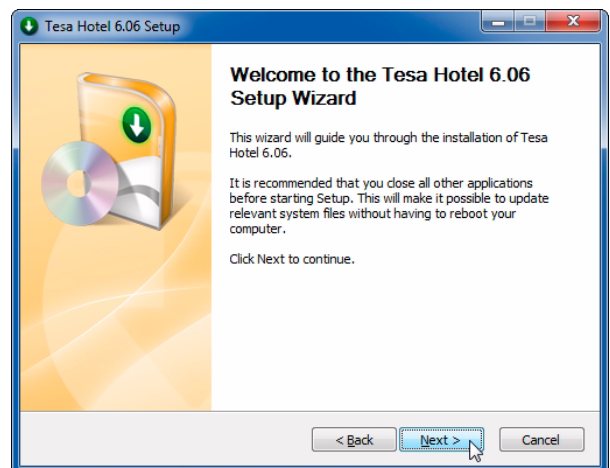 Tesa Hotel 6.06 Setup
Welcome to the Tesa Hotel 6.06
Setup Wizard
This wizard will guide you through the installation of Tesa
Hotel 6.06.
It is recommended that you close all other applications
before starting Setup. This will make it possible to update
relevant system files without having to reboot your
computer.
Click Next to continue.
< Back Next > Cancel